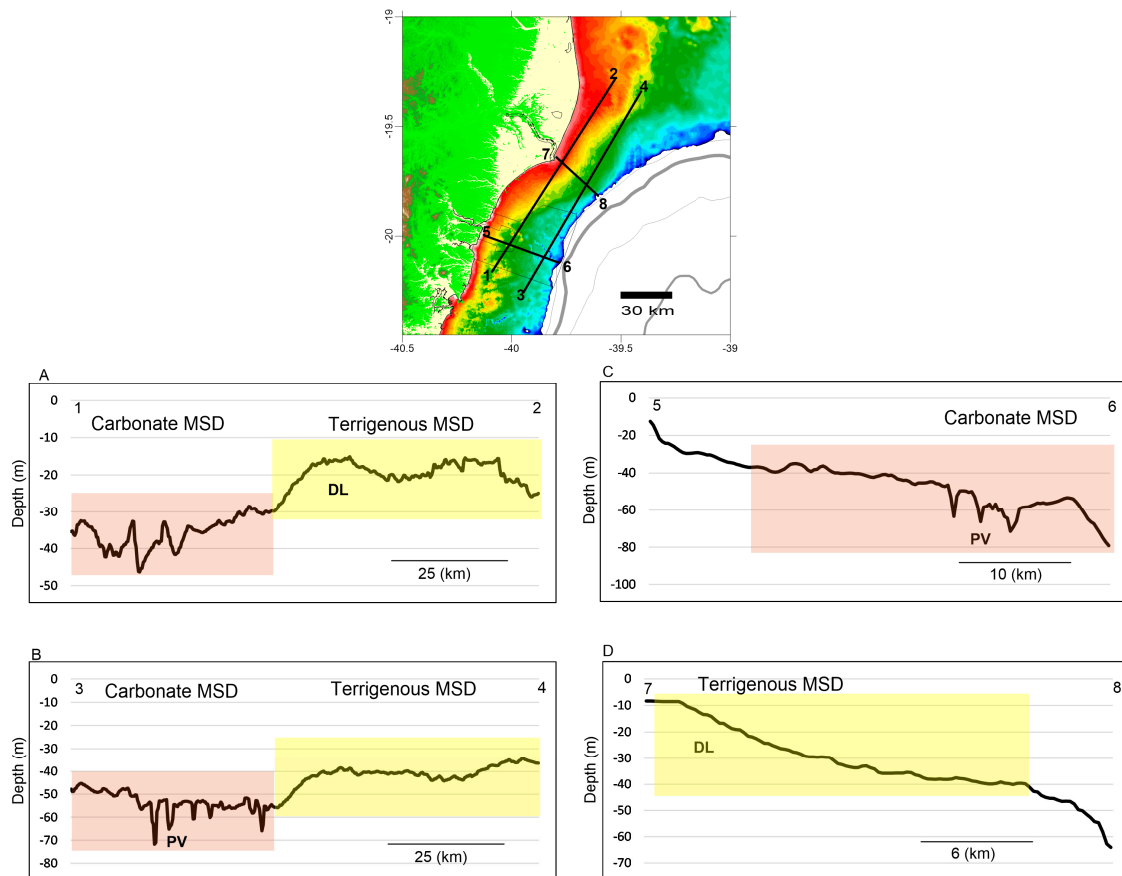 -19
-19.5
-20
-40.5
-40
-39.5
-39
2
4
7
8
5
6
1
3
30 km
A
1
2
Carbonate MSD
Terrigenous MSD
DL
25 (km)
Depth (m)
0
-10
-20
-30
-40
-50
C
5
6
Carbonate MSD
PV
10 (km)
Depth (m)
0
-20
-40
-60
-80
-100
B
3
4
Carbonate MSD
Terrigenous MSD
PV
25 (km)
Depth (m)
0
-10
-20
-30
-40
-50
-60
-70
-80
D
7
8
Terrigenous MSD
DL
6 (km)
Depth (m)
0
-10
-20
-30
-40
-50
-60
-70